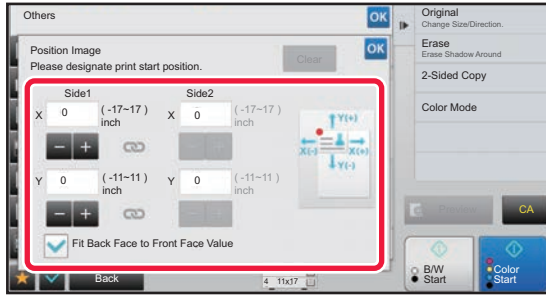 Others
OK
Position Image
Please designate print start position.
Clear
OK
Side1
Side2
X
0
( -17~17 )
inch
X
0
( -17~17 )
inch
Y(+)
X(-)
X(+)
Y(-)
Y
0
( -11~11 )
inch
Y
0
( -11~11 )
inch
Fit Back Face to Front Face Value
Back
4 11x17
Original
Change Size/Direction.
Erase
Erase Shadow Around
2-Sided Copy
Color Mode
Preview
CA
B/W
Start
Color
Start